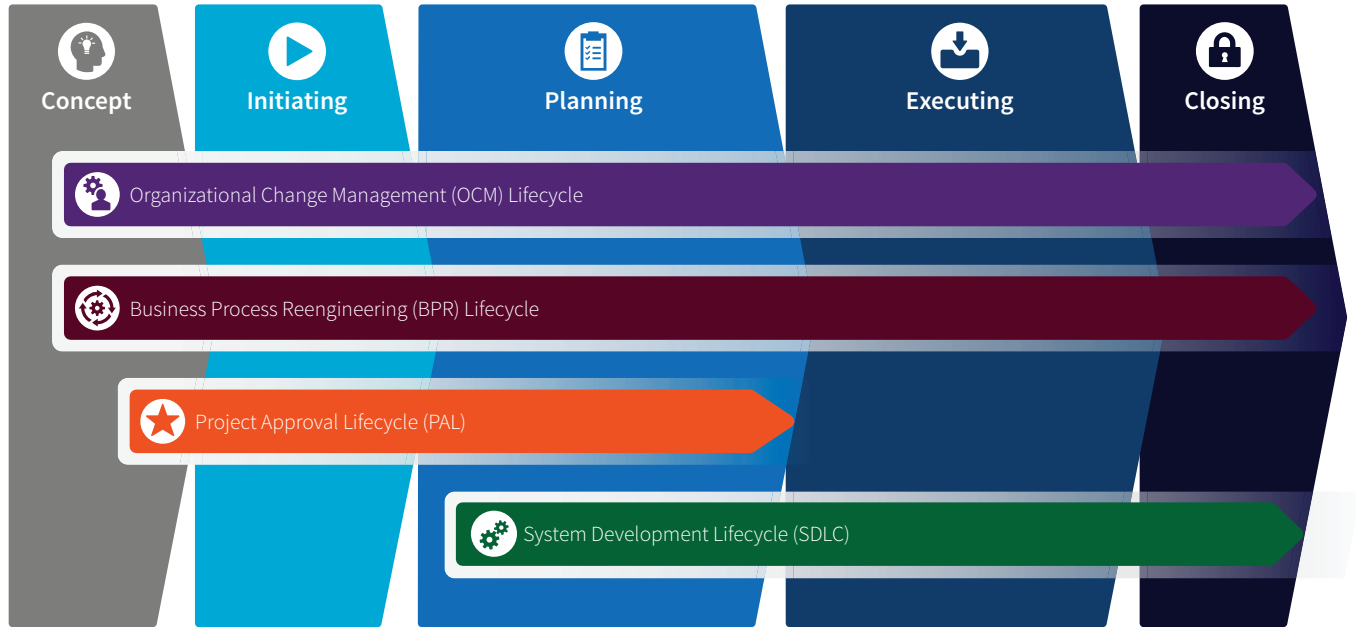 Concept
Initiating
Planning
Executing
Closing
Organizational Change Management (OCM) Lifecycle
Business Process Reengineering (BPR) Lifecycle
Project Approval Lifecycle (PAL)
System Development Lifecycle (SDLC)